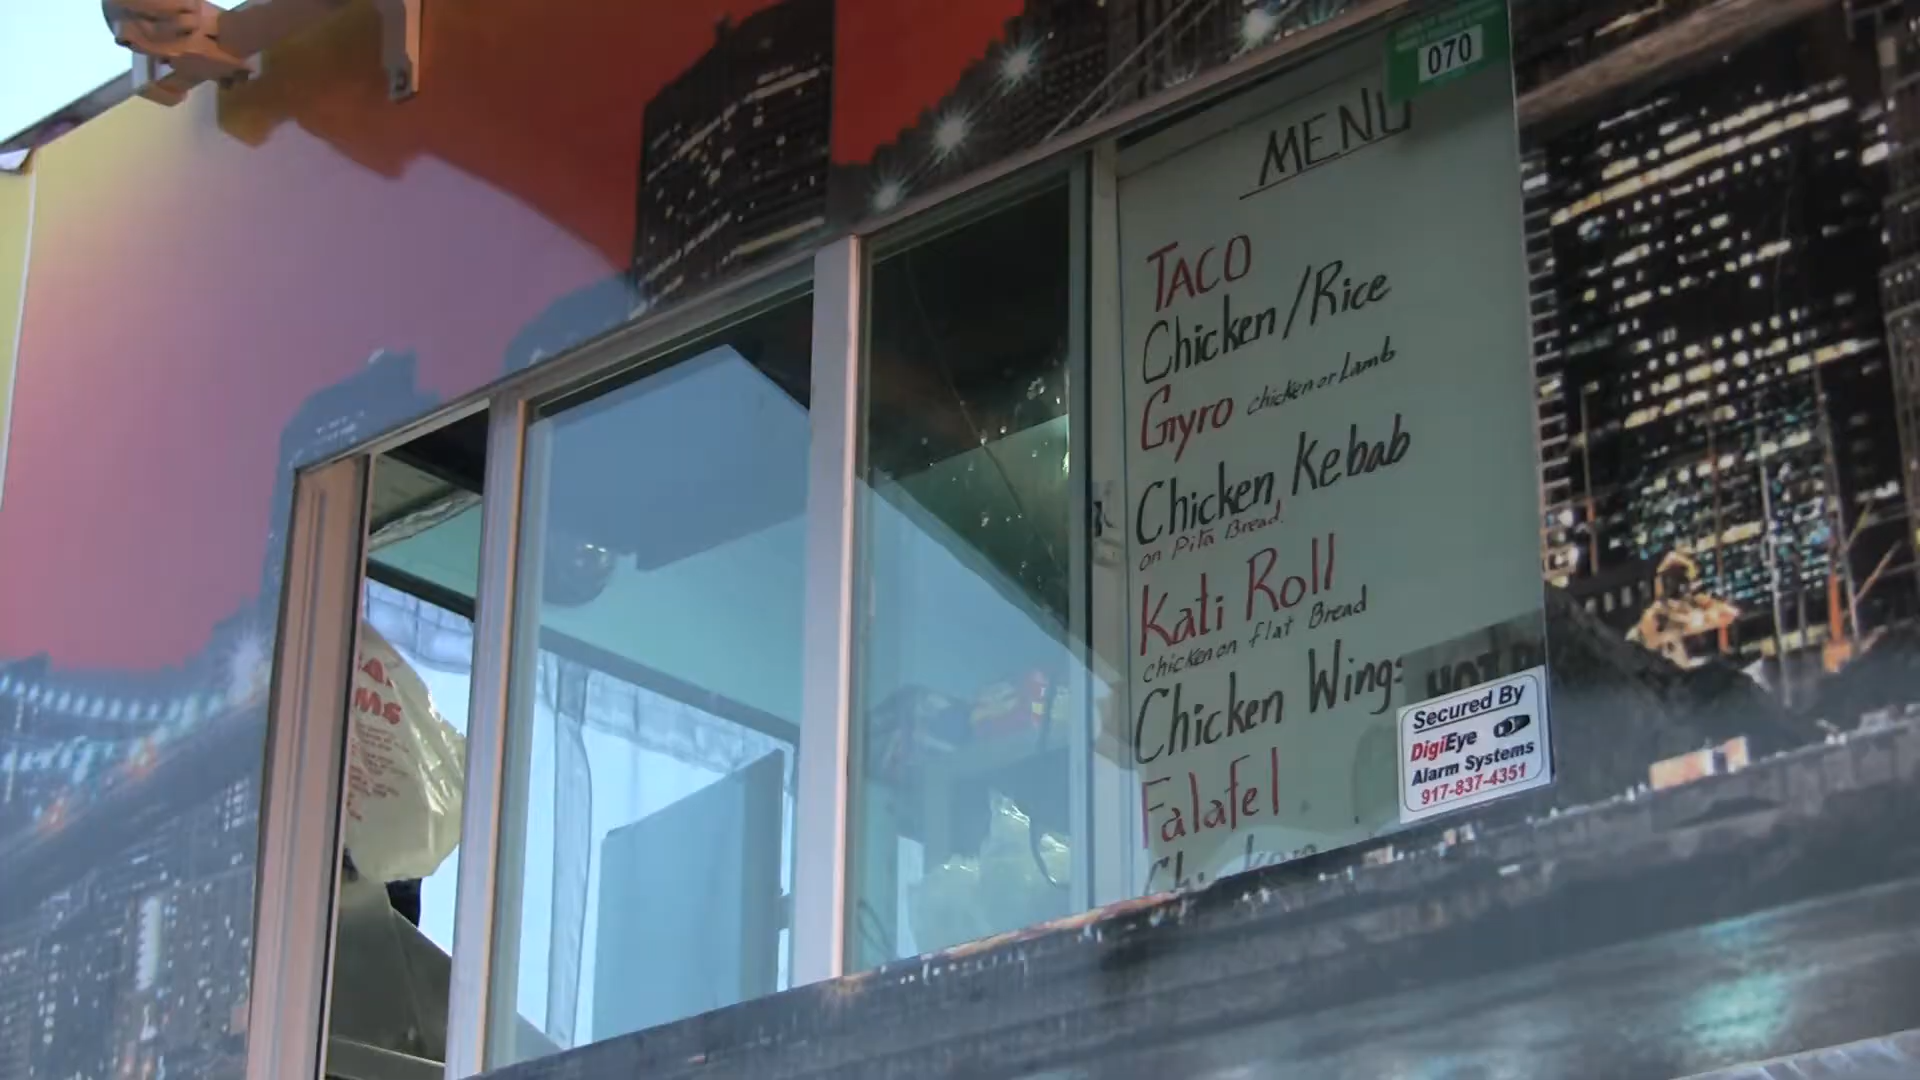 070
MENU
TACO
Chicken/Rice
Gyro chicken or Lamb
Chicken Kebab
on Pita Bread
Kati Roll
chicken on flat Bread
Chicken Wings
Falafel
Secured By
DigiEye
Alarm Systems
917-837-4351